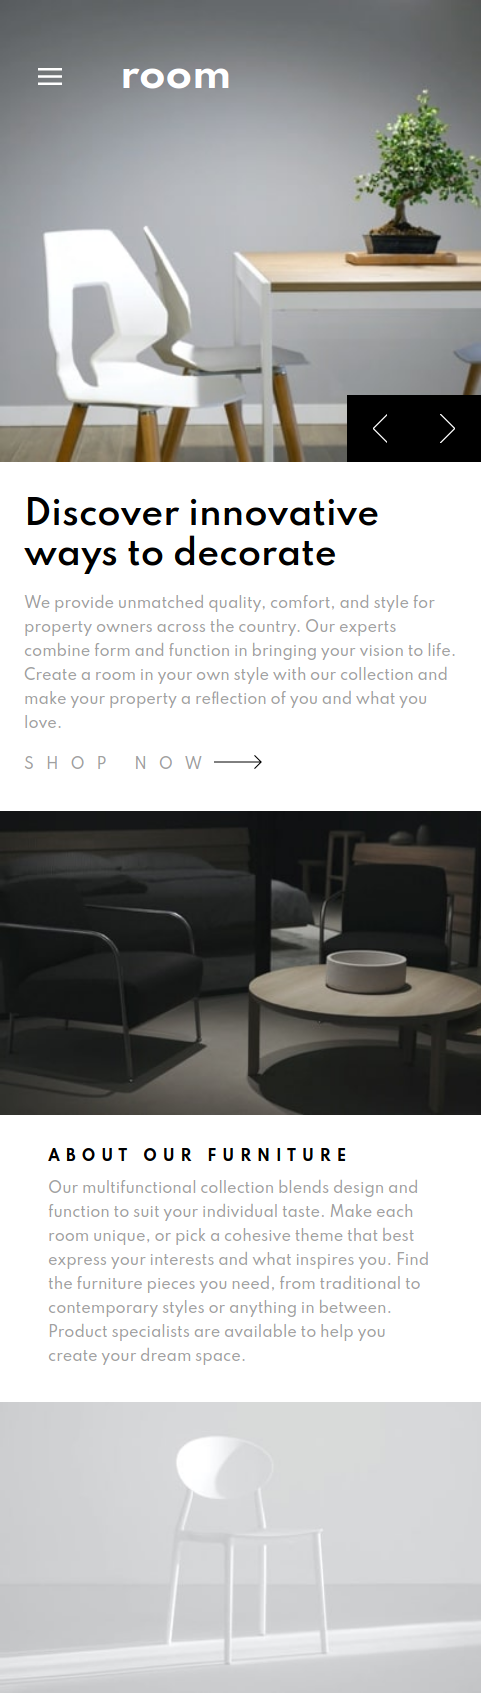 room
Discover innovative
ways to decorate
We provide unmatched quality, comfort, and style for
property owners across the country. Our experts
combine form and function in bringing your vision to life.
Create a room in your own style with our collection and
make your property a reflection of you and what you
love.
SHOP NOW
ABOUT OUR FURNITURE
Our multifunctional collection blends design and
function to suit your individual taste. Make each
room unique, or pick a cohesive theme that best
express your interests and what inspires you. Find
the furniture pieces you need, from traditional to
contemporary styles or anything in between.
Product specialists are available to help you
create your dream space.